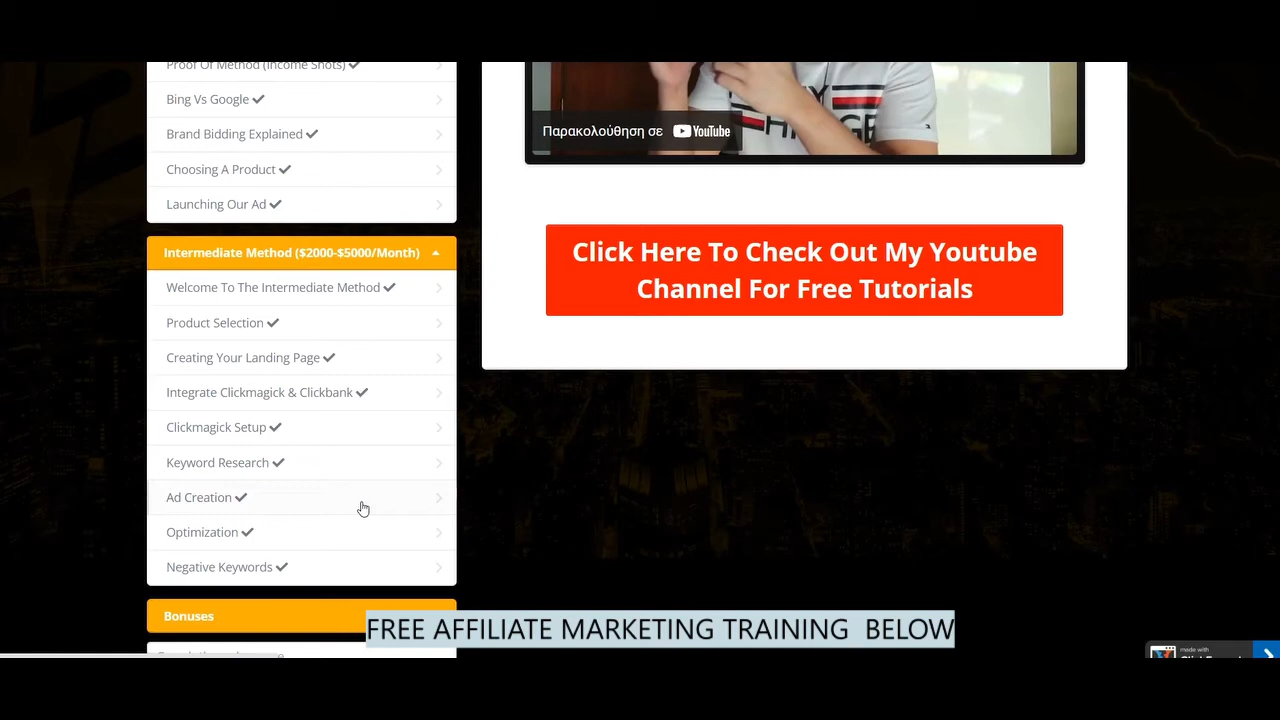 Proof Of Method (Income Shots)
Bing Vs Google
Brand Bidding Explained
Choosing A Product
Launching Our Ad
Intermediate Method ($2000-$5000/Month)
Welcome To The Intermediate Method
Product Selection
Creating Your Landing Page
Integrate Clickmagick & Clickbank
Clickmagick Setup
Keyword Research
Ad Creation
Optimization
Negative Keywords
Bonuses
Παρακολούθηση σε YouTube
Click Here To Check Out My Youtube
Channel For Free Tutorials
FREE AFFILIATE MARKETING TRAINING BELOW
made with